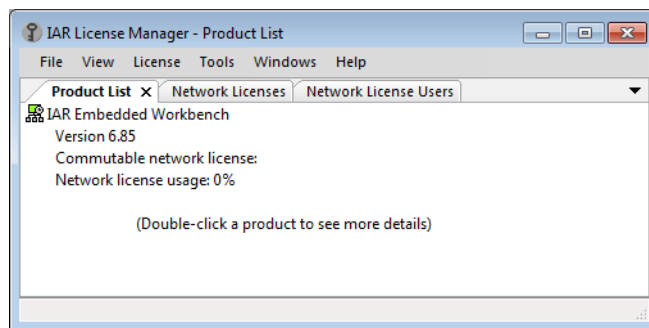 IAR License Manager - Product List
File View License Tools Windows Help
Product List Network Licenses Network License Users
IAR Embedded Workbench
Version 6.85
Commutable network license:
Network license usage: 0%
(Double-click a product to see more details)